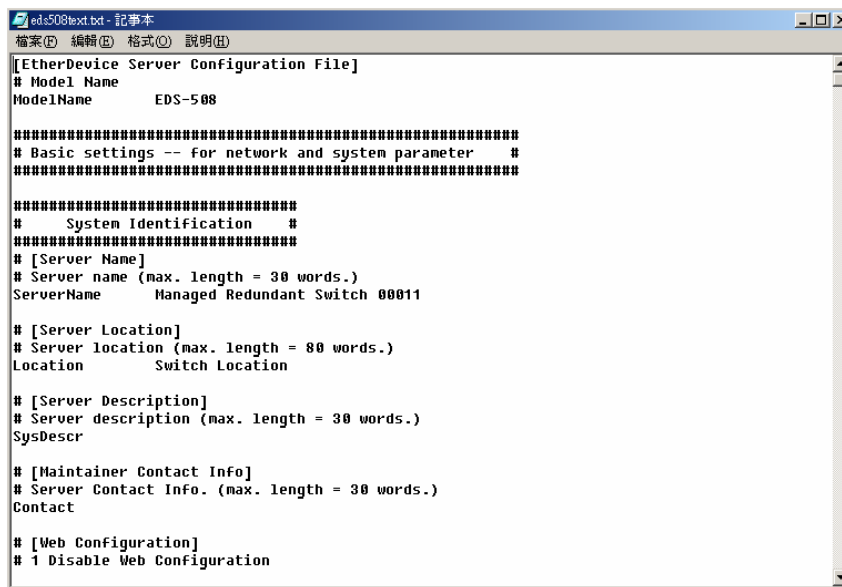 eds508text.txt - 記事本
檔案(F) 編輯(E) 格式(O) 說明(H)
[EtherDevice Server Configuration File]
# Model Name
ModelName EDS-508
##########################################################
# Basic settings -- for network and system parameter #
##########################################################
################################
# System Identification #
################################
# [Server Name]
# Server name (max. length = 30 words.)
ServerName Managed Redundant Switch 00011
# [Server Location]
# Server location (max. length = 80 words.)
Location Switch Location
# [Server Description]
# Server description (max. length = 30 words.)
SysDescr
# [Maintainer Contact Info]
# Server Contact Info. (max. length = 30 words.)
Contact
# [Web Configuration]
# 1 Disable Web Configuration